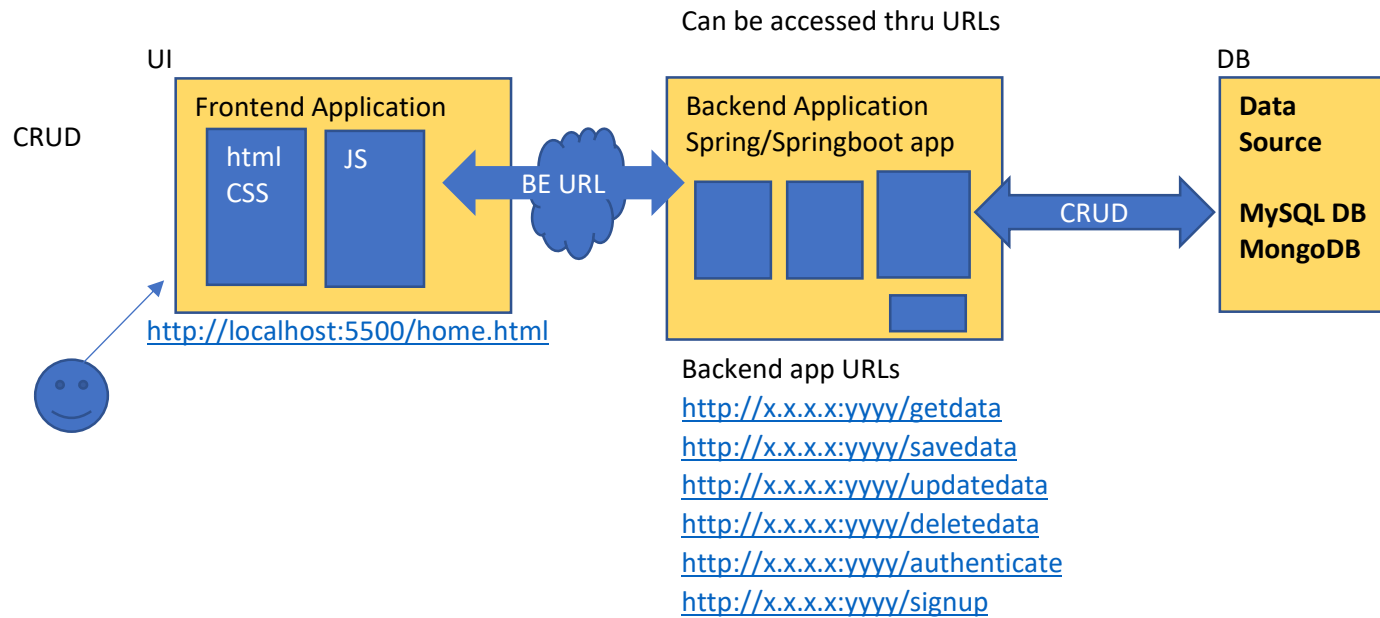 Can be accessed thru URLs
UI
DB
CRUD
Frontend Application
html
CSS
JS
BE URL
Backend Application
Spring/Springboot app
CRUD
Data
Source
MySQL DB
MongoDB
http://localhost:5500/home.html
Backend app URLs
http://x.x.x.x:yyyy/getdata
http://x.x.x.x:yyyy/savedata
http://x.x.x.x:yyyy/updatedata
http://x.x.x.x:yyyy/deletedata
http://x.x.x.x:yyyy/authenticate
http://x.x.x.x:yyyy/signup